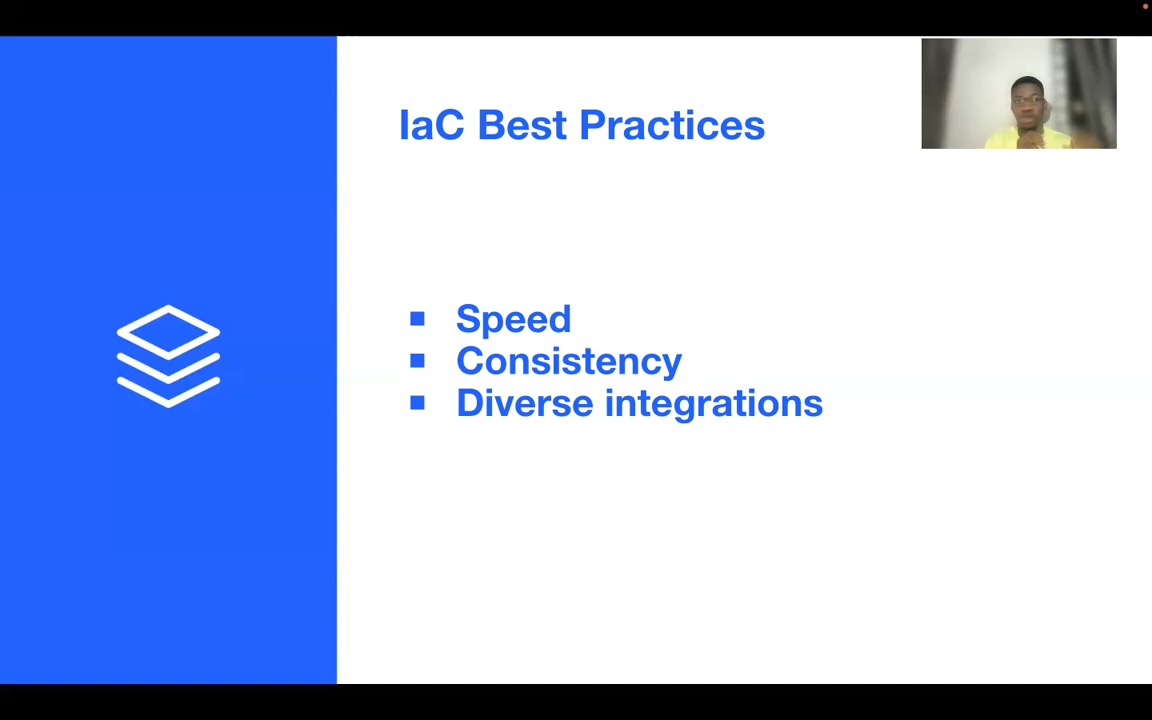 IaC Best Practices
Speed
Consistency
Diverse integrations